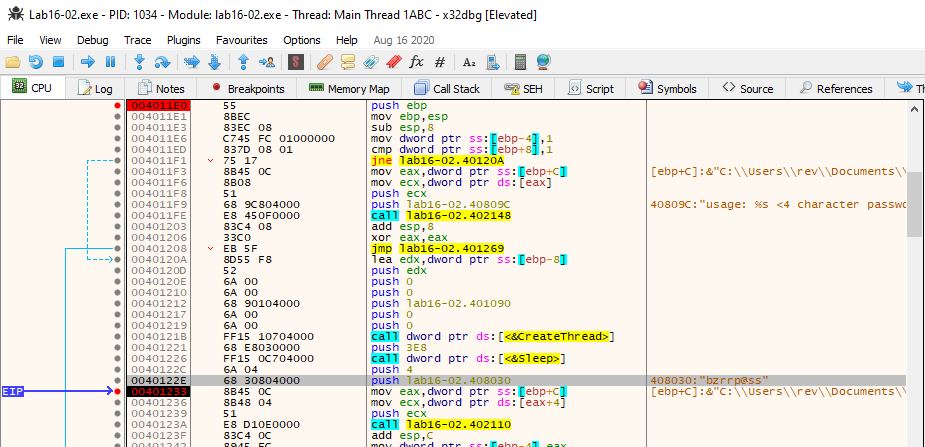 Lab16-02.exe - PID: 1034 - Module: lab16-02.exe - Thread: Main Thread 1ABC - x32dbg [Elevated]
File View Debug Trace Plugins Favourites Options Help Aug 16 2020
$ fx # A₂
32 CPU Log Notes Breakpoints Memory Map Call Stack SEH Script Symbols <> Source References Th
004011E0 55 push ebp
004011E1 8BEC mov ebp,esp
004011E3 83EC 08 sub esp,8
004011E6 C745 FC 01000000 mov dword ptr ss:[ebp-4],1
004011ED 837D 08 01 cmp dword ptr ss:[ebp+8],1
004011F1 75 17 jne lab16-02.40120A
004011F3 8B45 0C mov eax,dword ptr ss:[ebp+C] [ebp+C]:&"C:\\Users\\rev\\Documents\\
004011F6 8B08 mov ecx,dword ptr ds:[eax]
004011F8 51 push ecx
004011F9 68 9C804000 push lab16-02.40809C 40809C:"usage: %s <4 character passwo
004011FE E8 450F0000 call lab16-02.402148
00401203 83C4 08 add esp,8
00401206 33C0 xor eax,eax
00401208 EB 5F jmp lab16-02.401269
0040120A 8D55 F8 lea edx,dword ptr ss:[ebp-8]
0040120D 52 push edx
0040120E 6A 00 push 0
00401210 6A 00 push 0
00401212 68 90104000 push lab16-02.401090
00401217 6A 00 push 0
00401219 6A 00 push 0
0040121B FF15 10704000 call dword ptr ds:[<&CreateThread>]
00401221 68 E8030000 push 3E8
00401226 FF15 0C704000 call dword ptr ds:[<&Sleep>]
0040122C 6A 04 push 4
0040122E 68 30804000 push lab16-02.408030 408030:"bzrrp@ss"
EIP 00401233 8B45 0C mov eax,dword ptr ss:[ebp+C] [ebp+C]:&"C:\\Users\\rev\\Documents\\
00401236 8B48 04 mov ecx,dword ptr ds:[eax+4]
00401239 51 push ecx
0040123A E8 D10E0000 call lab16-02.402110
0040123F 83C4 0C add esp,C
00401242 8945 FC mov dword ptr ss:[ebp-4],eax